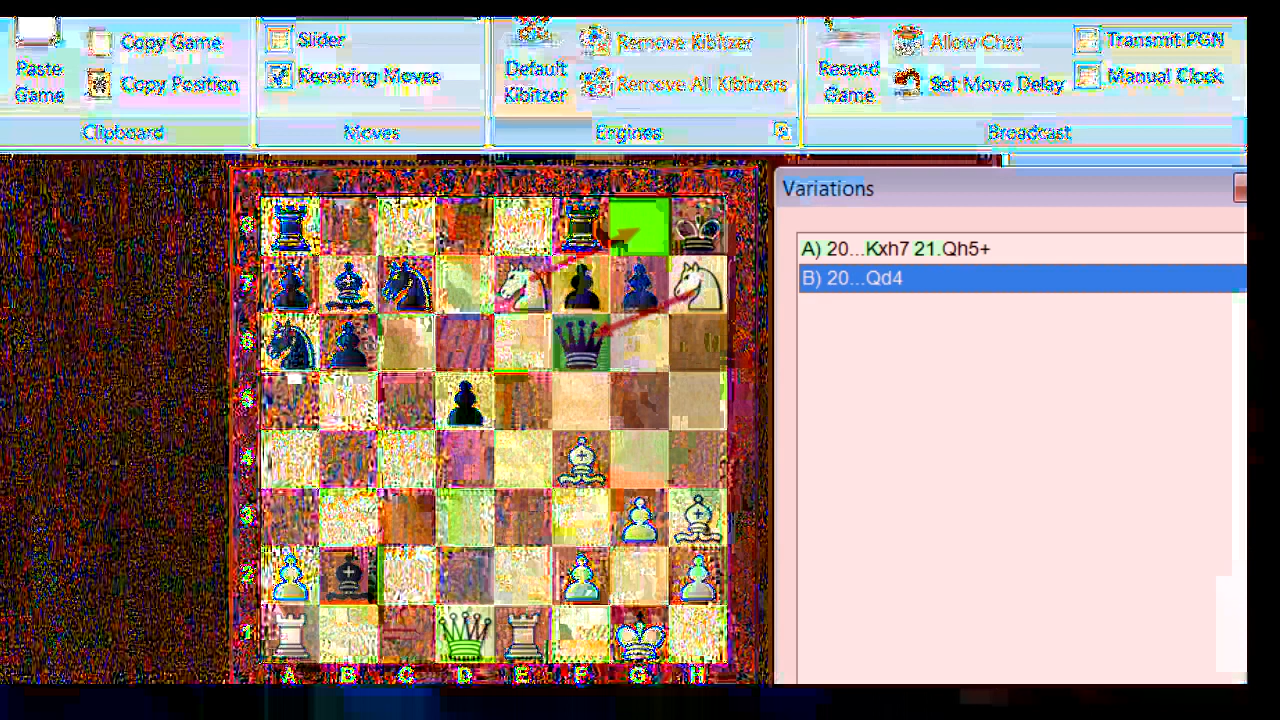 Paste
Game
Copy Game
Copy Position
Clipboard
Slider
Receiving Moves
Moves
Default
Kibitzer
Remove Kibitzer
Remove All Kibitzers
Engines
Resend
Game
Allow Chat
Set Move Delay
Transmit PGN
Manual Clock
Broadcast
Variations
A) 20...Kxh7 21.Qh5+
B) 20...Qd4
8
7
6
5
4
3
2
1
A B C D E F G H